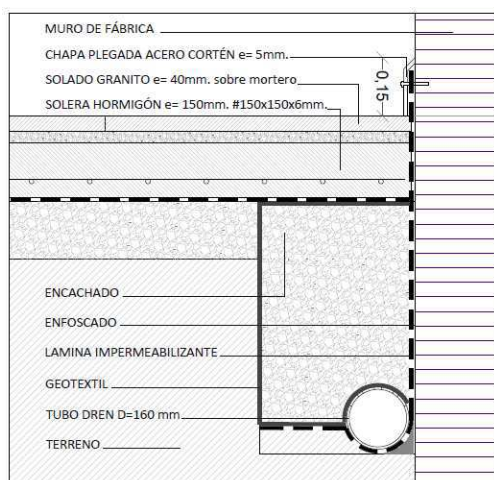 MURO DE FÁBRICA
CHAPA PLEGADA ACERO CORTÉN e= 5mm.
SOLADO GRANITO e= 40mm. sobre mortero
SOLERA HORMIGÓN e= 150mm. #150x150x6mm.
0,15
ENCACHADO
ENFOSCADO
LAMINA IMPERMEABILIZANTE
GEOTEXTIL
TUBO DREN D=160 mm
TERRENO